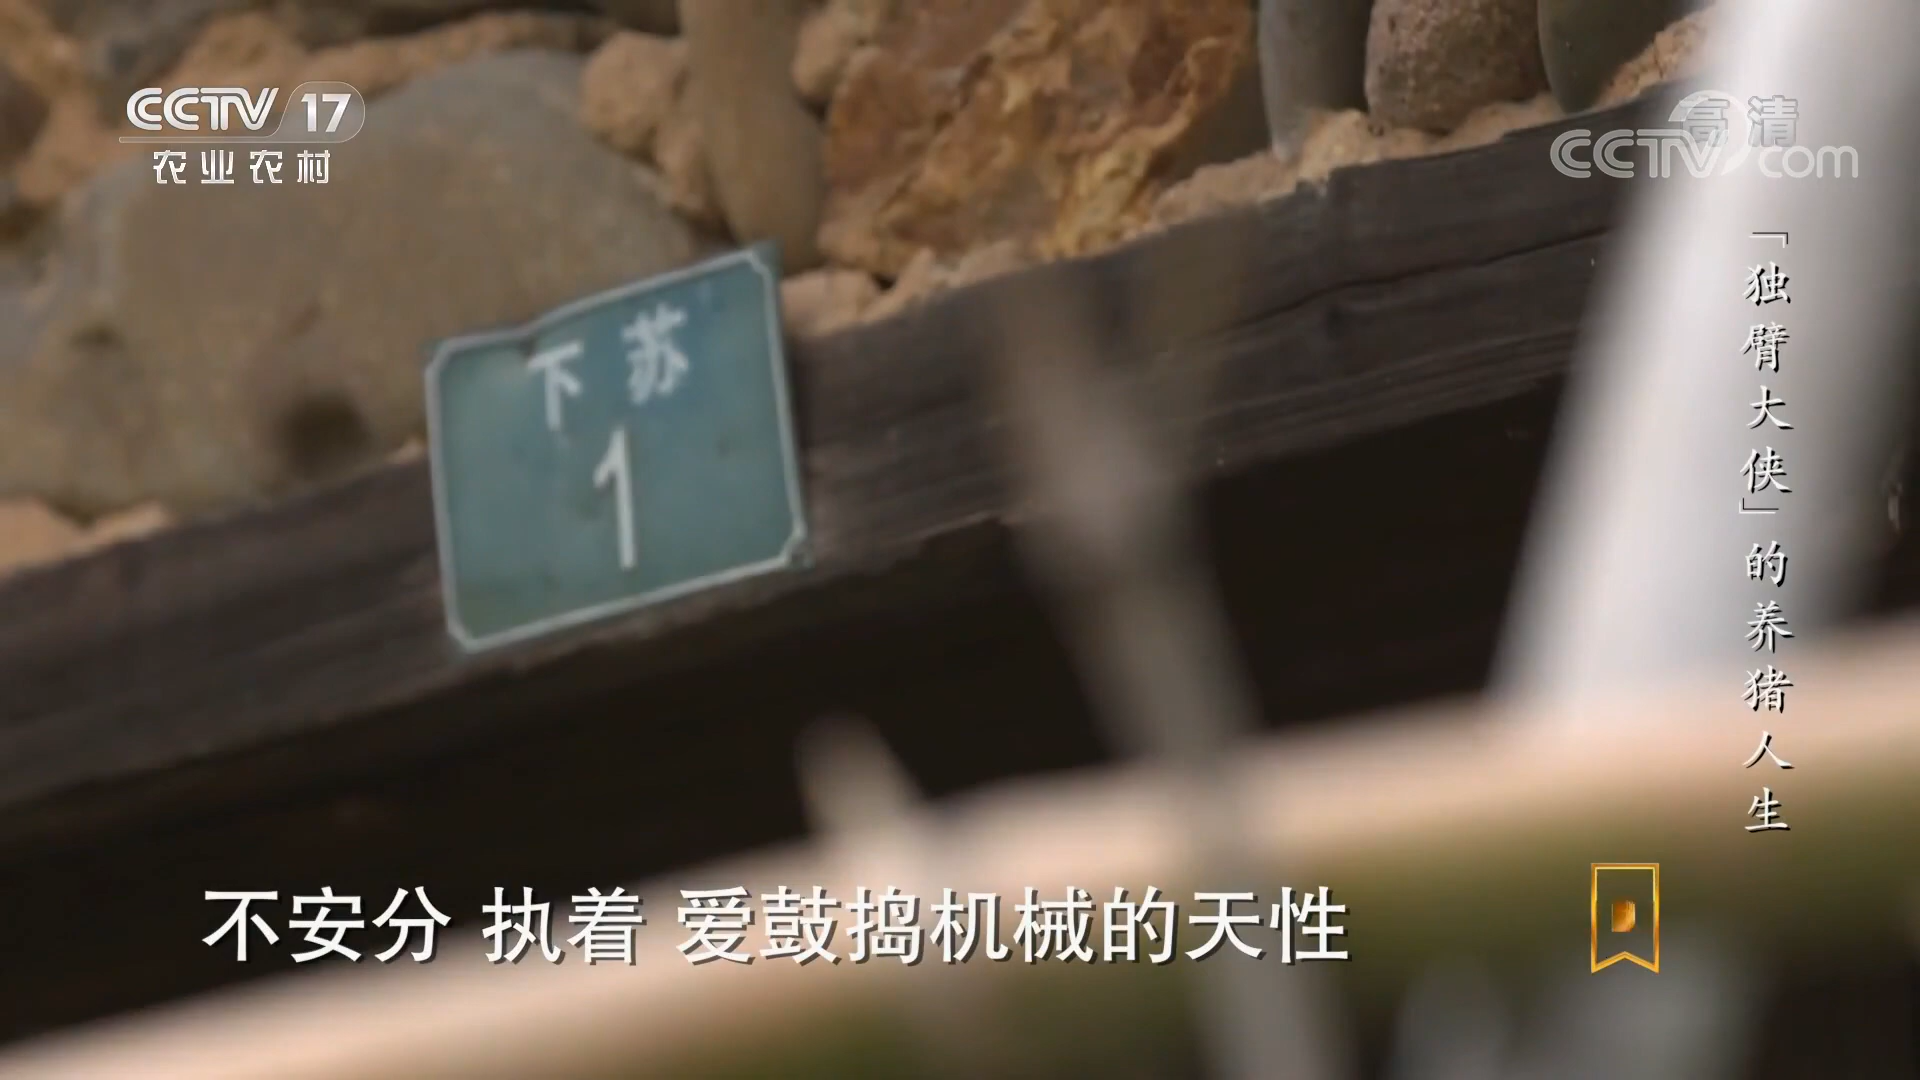 CCTV 17
农业农村
高清
CCTV.com
「独臂大侠」的养猪人生
下苏
1
不安分 执着 爱鼓捣机械的天性